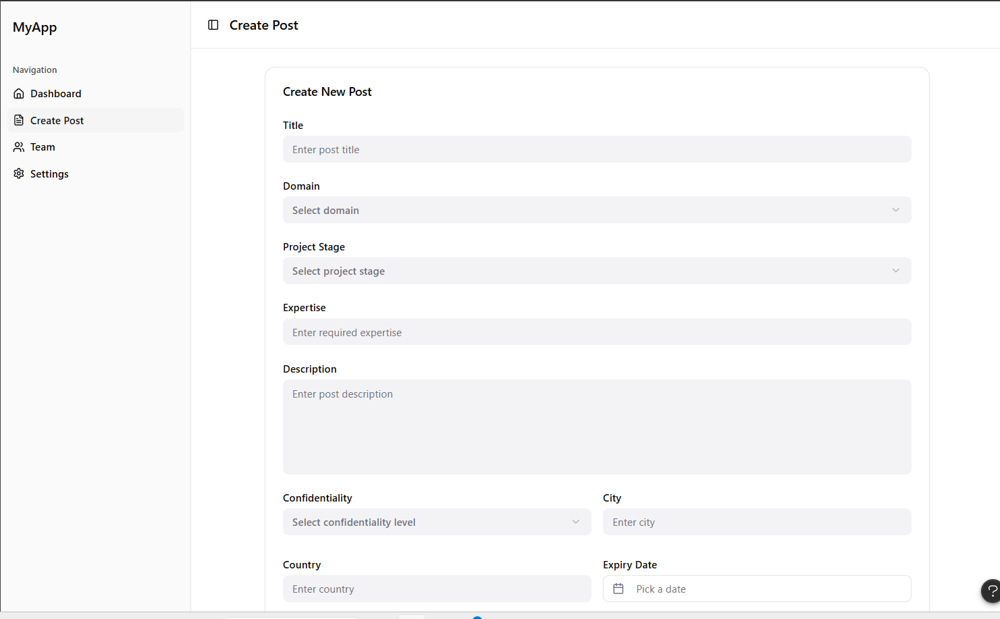 MyApp
Navigation
Dashboard
Create Post
Team
Settings
Create Post
Create New Post
Title
Enter post title
Domain
Select domain
Project Stage
Select project stage
Expertise
Enter required expertise
Description
Enter post description
Confidentiality
Select confidentiality level
City
Enter city
Country
Enter country
Expiry Date
Pick a date
?